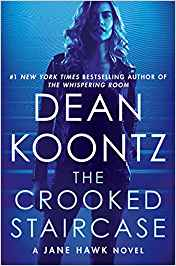 #1 NEW YORK TIMES BESTSELLING AUTHOR OF
THE WHISPERING ROOM
DEAN
KOONTZ
THE
CROOKED
STAIRCASE
A JANE HAWK NOVEL